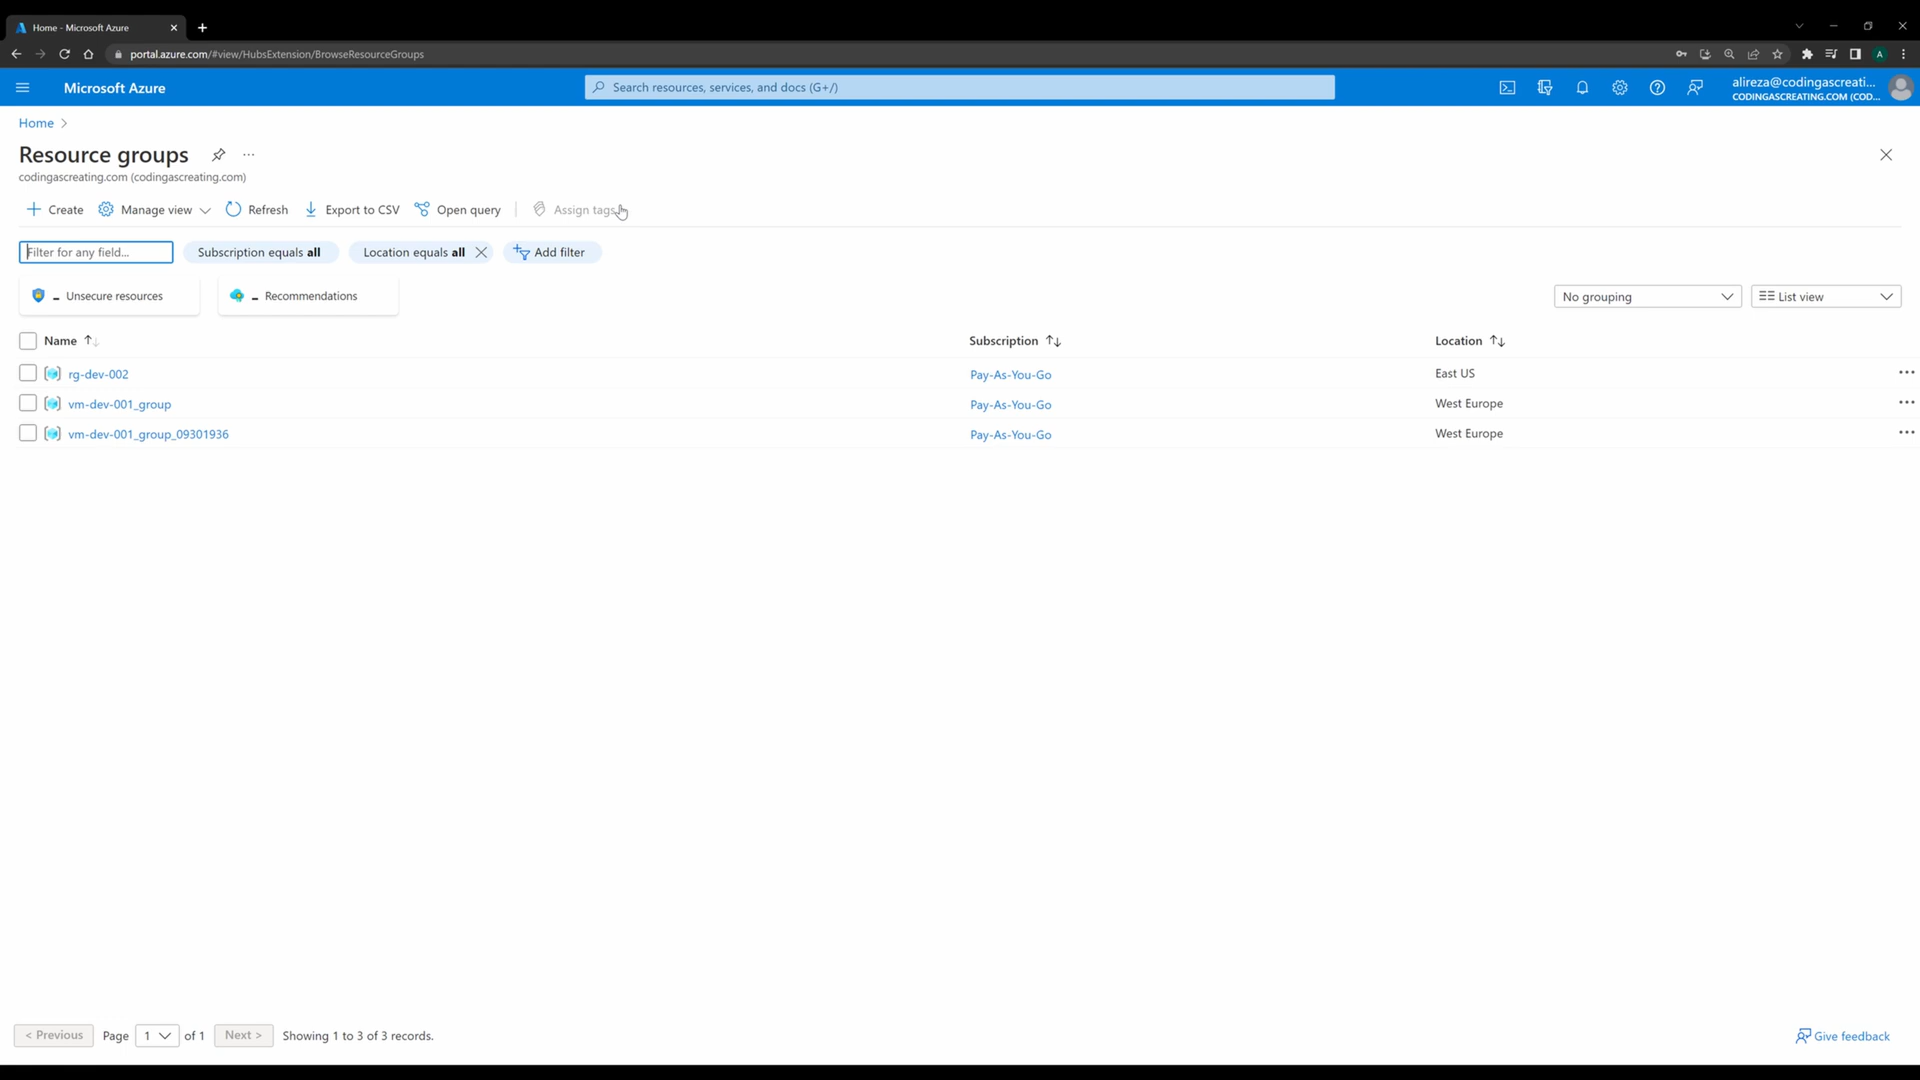 Home - Microsoft Azure
portal.azure.com/#view/HubsExtension/BrowseResourceGroups
A
Microsoft Azure
Search resources, services, and docs (G+/)
alireza@codingascreati...
CODINGASCREATING.COM (COD...
Home
Resource groups
codingascreating.com (codingascreating.com)
Create Manage view Refresh Export to CSV Open query Assign tags
Filter for any field... Subscription equals all Location equals all Add filter
Unsecure resources Recommendations No grouping List view
Name Subscription Location
rg-dev-002 Pay-As-You-Go East US
vm-dev-001_group Pay-As-You-Go West Europe
vm-dev-001_group_09301936 Pay-As-You-Go West Europe
< Previous Page 1 of 1 Next > Showing 1 to 3 of 3 records. Give feedback